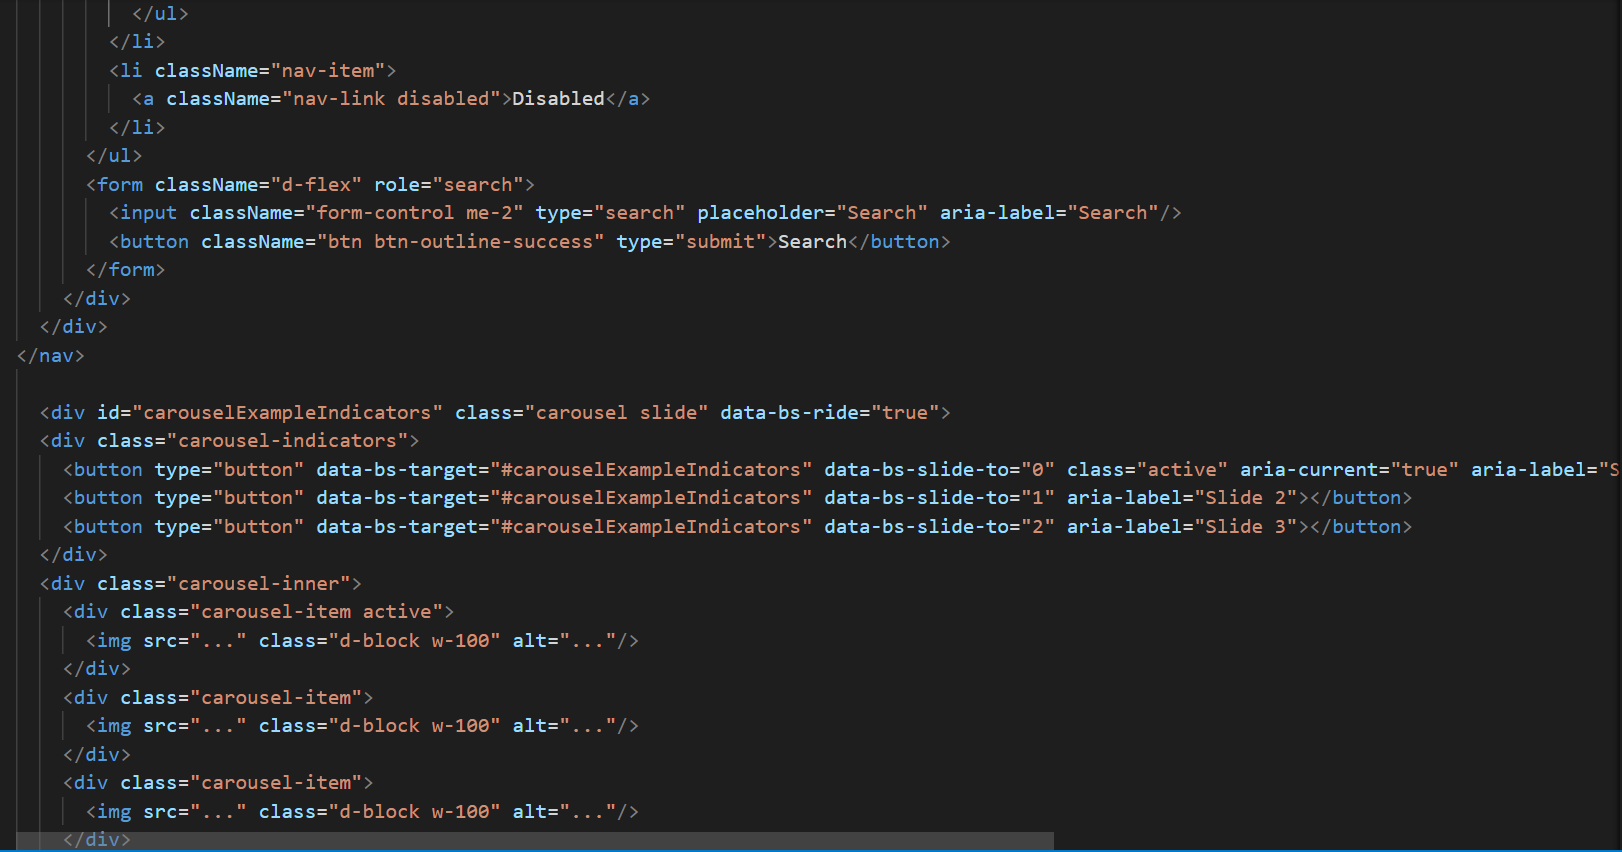 </ul>
</li>
<li className="nav-item">
<a className="nav-link disabled">Disabled</a>
</li>
</ul>
<form className="d-flex" role="search">
<input className="form-control me-2" type="search" placeholder="Search" aria-label="Search"/>
<button className="btn btn-outline-success" type="submit">Search</button>
</form>
</div>
</div>
</nav>
<div id="carouselExampleIndicators" class="carousel slide" data-bs-ride="true">
<div class="carousel-indicators">
<button type="button" data-bs-target="#carouselExampleIndicators" data-bs-slide-to="0" class="active" aria-current="true" aria-label="S
<button type="button" data-bs-target="#carouselExampleIndicators" data-bs-slide-to="1" aria-label="Slide 2"></button>
<button type="button" data-bs-target="#carouselExampleIndicators" data-bs-slide-to="2" aria-label="Slide 3"></button>
</div>
<div class="carousel-inner">
<div class="carousel-item active">
<img src="..." class="d-block w-100" alt="..."/>
</div>
<div class="carousel-item">
<img src="..." class="d-block w-100" alt="..."/>
</div>
<div class="carousel-item">
<img src="..." class="d-block w-100" alt="..."/>
</div>